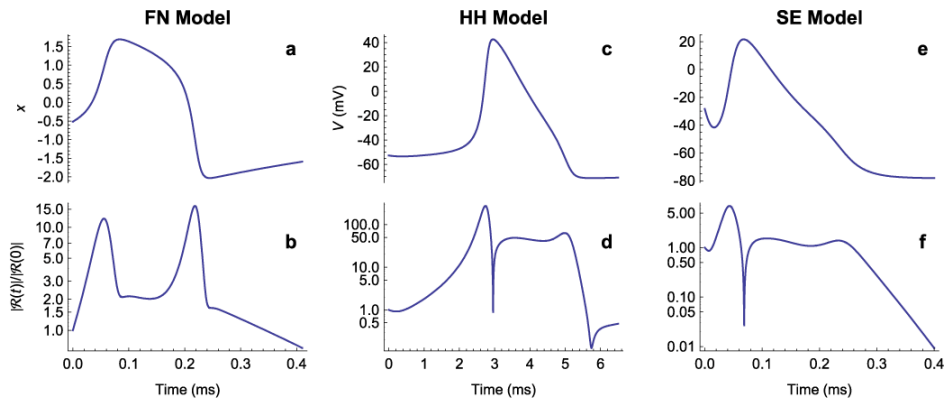 FN Model
HH Model
SE Model
a
c
e
x
1.5
1.0
0.5
0.0
-0.5
-1.0
-1.5
-2.0
V (mV)
40
20
0
-20
-40
-60
20
0
-20
-40
-60
-80
b
d
f
|ℛ(t)|/ℛ(0)|
15.0
10.0
7.0
5.0
3.0
2.0
1.5
1.0
100.0
50.0
10.0
5.0
1.0
0.5
5.00
1.00
0.50
0.10
0.05
0.01
0.0 0.1 0.2 0.3 0.4
0 1 2 3 4 5 6
0.0 0.1 0.2 0.3 0.4
Time (ms)
Time (ms)
Time (ms)